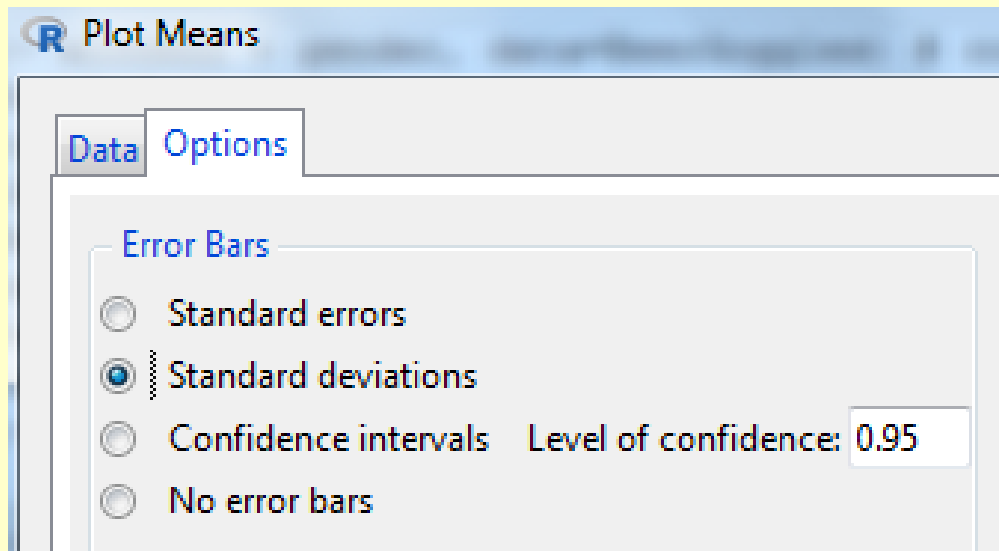 R Plot Means
Data Options
Error Bars
Standard errors
Standard deviations
Confidence intervals Level of confidence: 0.95
No error bars